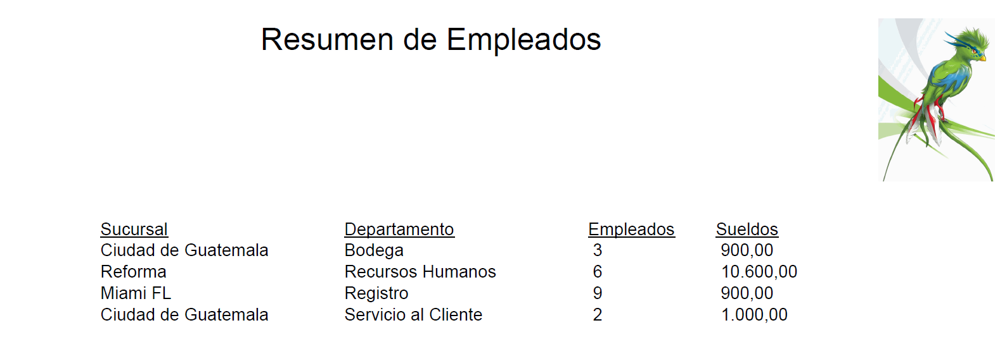 Resumen de Empleados
Sucursal Departamento Empleados Sueldos
Ciudad de Guatemala Bodega 3 900,00
Reforma Recursos Humanos 6 10.600,00
Miami FL Registro 9 900,00
Ciudad de Guatemala Servicio al Cliente 2 1.000,00